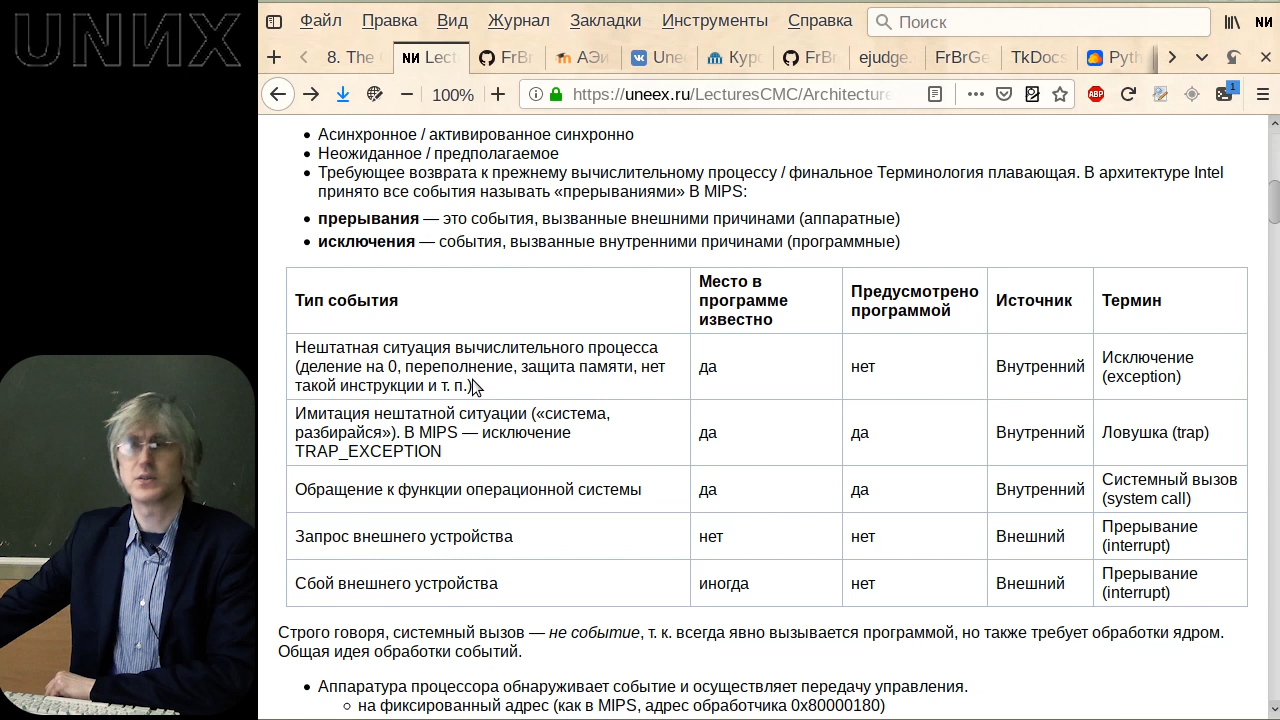 UNИX
Файл Правка Вид Журнал Закладки Инструменты Справка Поиск
8. The NИ Lect FrBr АЭи Une Кур FrBr ejudge. FrBrGe TkDocs Pyth
100% https://uneex.ru/LecturesCMC/Architecture ABP 1
Асинхронное / активированное синхронно
Неожиданное / предполагаемое
Требующее возврата к прежнему вычислительному процессу / финальное Терминология плавающая. В архитектуре Intel
принято все события называть «прерываниями» В MIPS:
прерывания — это события, вызванные внешними причинами (аппаратные)
исключения — события, вызванные внутренними причинами (программные)
Тип события
Место в
программе
известно
Предусмотрено
программой
Источник
Термин
Нештатная ситуация вычислительного процесса
(деление на 0, переполнение, защита памяти, нет
такой инструкции и т. п.)
да
нет
Внутренний
Исключение
(exception)
Имитация нештатной ситуации («система,
разбирайся»). В MIPS — исключение
TRAP_EXCEPTION
да
да
Внутренний
Ловушка (trap)
Обращение к функции операционной системы
да
да
Внутренний
Системный вызов
(system call)
Запрос внешнего устройства
нет
нет
Внешний
Прерывание
(interrupt)
Сбой внешнего устройства
иногда
нет
Внешний
Прерывание
(interrupt)
Строго говоря, системный вызов — не событие, т. к. всегда явно вызывается программой, но также требует обработки ядром.
Общая идея обработки событий.
Аппаратура процессора обнаруживает событие и осуществляет передачу управления.
на фиксированный адрес (как в MIPS, адрес обработчика 0x80000180)